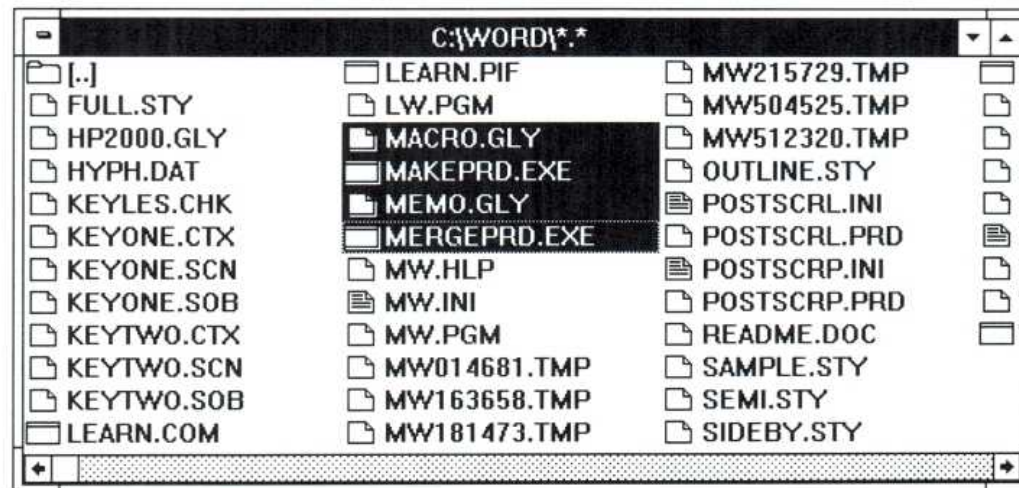 C:\WORD\*.*
[..]
FULL.STY
HP2000.GLY
HYPH.DAT
KEYLES.CHK
KEYONE.CTX
KEYONE.SCN
KEYONE.SOB
KEYTWO.CTX
KEYTWO.SCN
KEYTWO.SOB
LEARN.COM
LEARN.PIF
LW.PGM
MACRO.GLY
MAKEPRD.EXE
MEMO.GLY
MERGEPRD.EXE
MW.HLP
MW.INI
MW.PGM
MW014681.TMP
MW163658.TMP
MW181473.TMP
MW215729.TMP
MW504525.TMP
MW512320.TMP
OUTLINE.STY
POSTSCRL.INI
POSTSCRL.PRD
POSTSCRP.INI
POSTSCRP.PRD
README.DOC
SAMPLE.STY
SEMI.STY
SIDEBY.STY